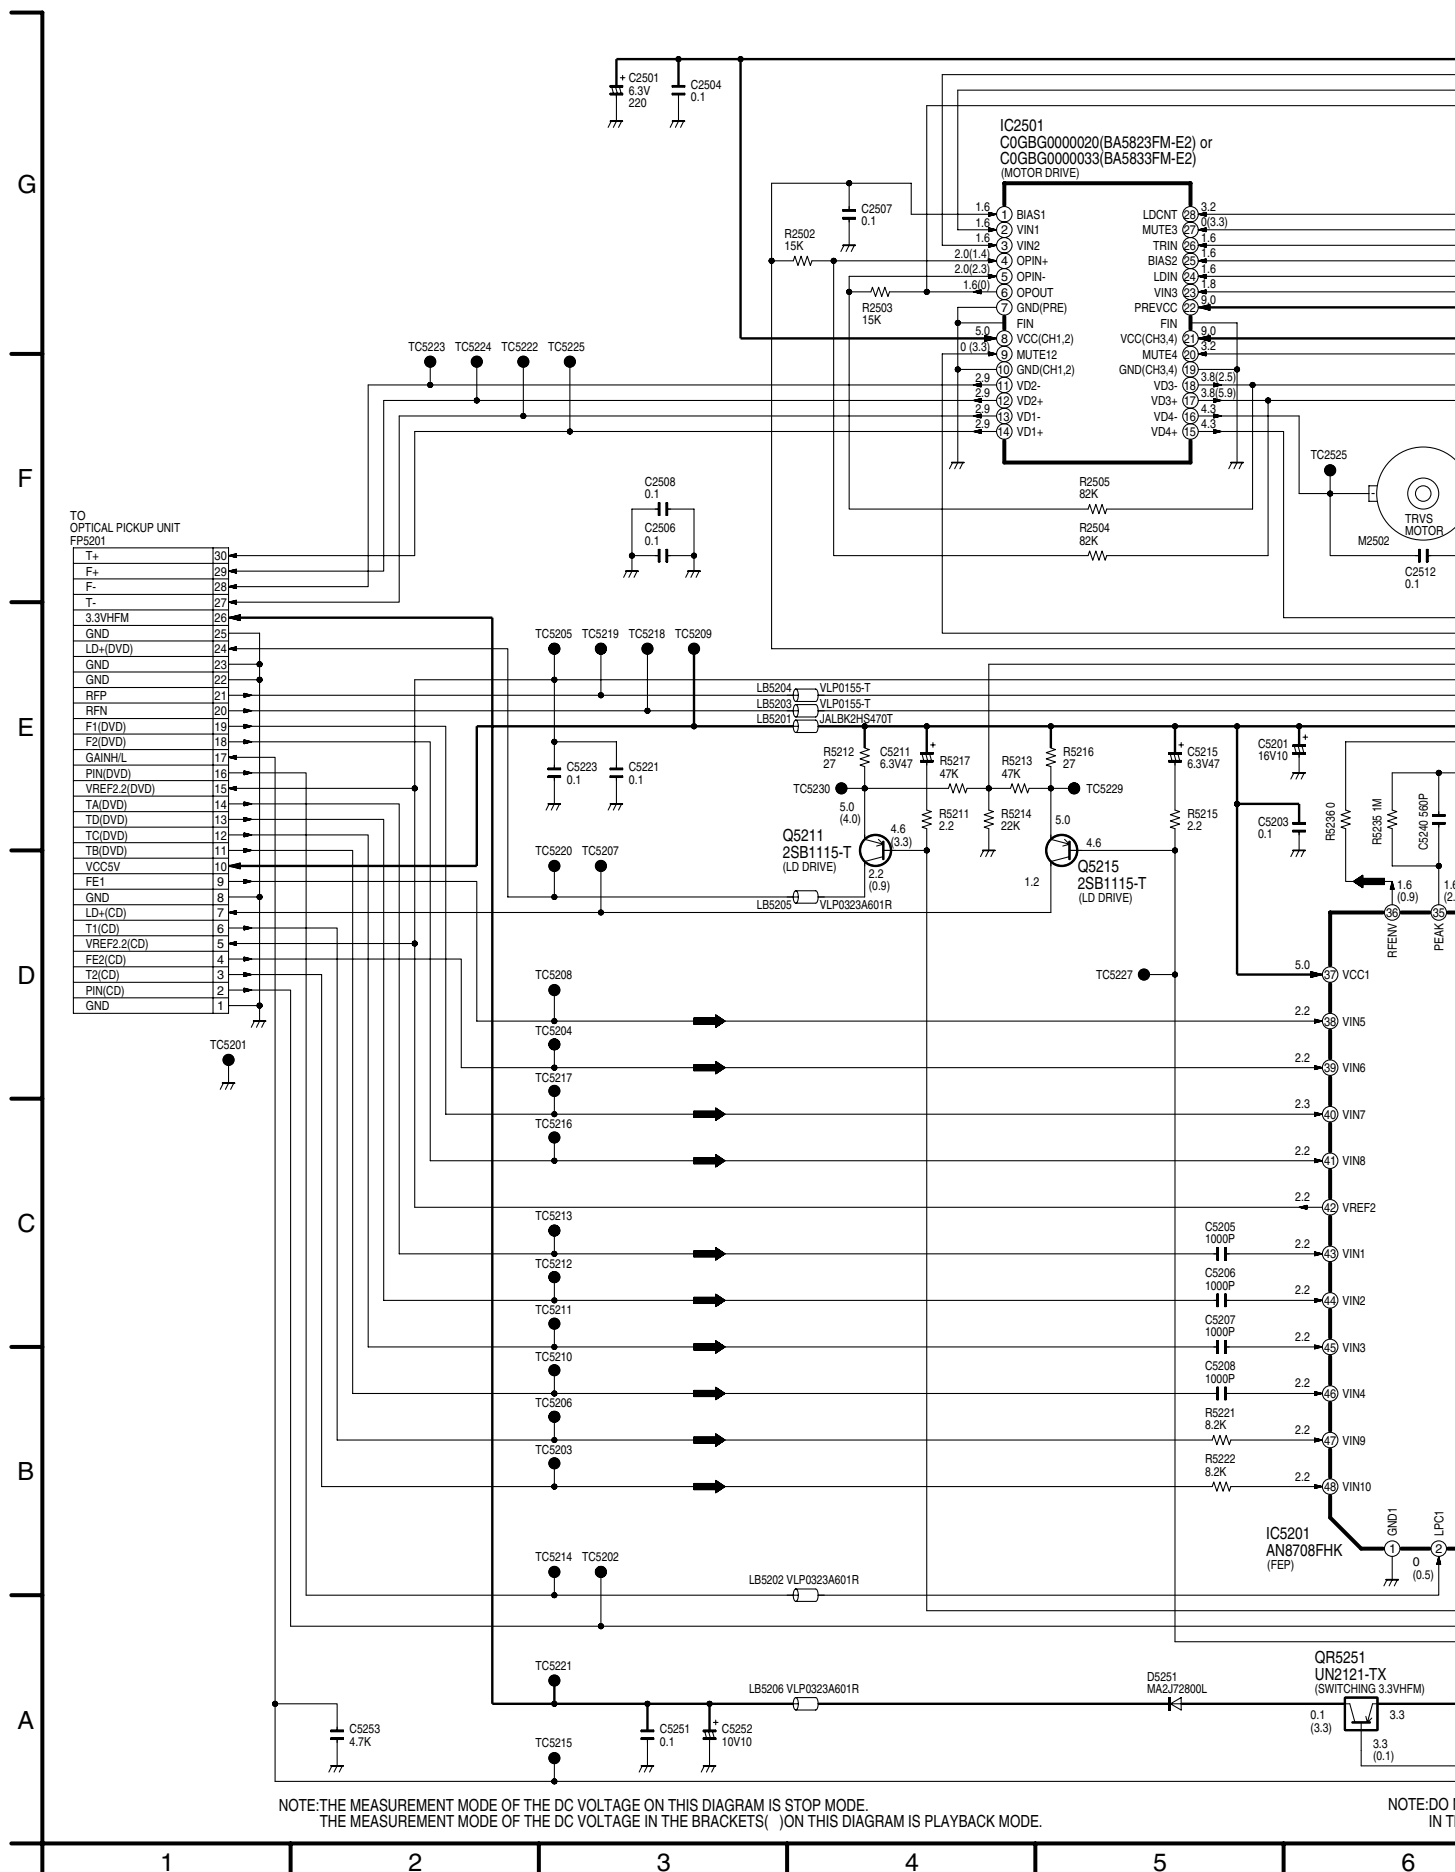 G
F
E
D
C
B
A
+ C2501
6.3V
220
C2504
0.1
IC2501
C0GBG0000020(BA5823FM-E2) or
C0GBG0000033(BA5833FM-E2)
(MOTOR DRIVE)
C2507
0.1
R2502
15K
R2503
15K
1.6 1 BIAS1
1.6 2 VIN1
1.6 3 VIN2
2.0(1.4) 4 OPIN+
2.0(2.3) 5 OPIN-
1.6(0) 6 OPOUT
7 GND(PRE)
FIN
5.0 8 VCC(CH1,2)
0 (3.3) 9 MUTE12
10 GND(CH1,2)
2.9 11 VD2-
2.9 12 VD2+
2.9 13 VD1-
2.9 14 VD1+
LDCNT 28 3.2
MUTE3 27 0(3.3)
TRIN 26 1.6
BIAS2 25 1.6
LDIN 24 1.6
VIN3 23 1.8
PREVCC 22 9.0
FIN
VCC(CH3,4) 21 9.0
MUTE4 20 3.2
GND(CH3,4) 19
VD3- 18 3.8(2.5)
VD3+ 17 3.8(5.9)
VD4- 16 4.3
VD4+ 15 4.3
TC5223 TC5224 TC5222 TC5225
C2508
0.1
C2506
0.1
R2505
82K
R2504
82K
TC2525
-
TRVS
MOTOR
M2502
C2512
0.1
TO
OPTICAL PICKUP UNIT
FP5201
T+ 30
F+ 29
F- 28
T- 27
3.3VHFM 26
GND 25
LD+(DVD) 24
GND 23
GND 22
RFP 21
RFN 20
F1(DVD) 19
F2(DVD) 18
GAINH/L 17
PIN(DVD) 16
VREF2.2(DVD) 15
TA(DVD) 14
TD(DVD) 13
TC(DVD) 12
TB(DVD) 11
VCC5V 10
FE1 9
GND 8
LD+(CD) 7
T1(CD) 6
VREF2.2(CD) 5
FE2(CD) 4
T2(CD) 3
PIN(CD) 2
GND 1
TC5201
TC5205 TC5219 TC5218 TC5209
LB5204 VLP0155-T
LB5203 VLP0155-T
LB5201 JALBK2HS470T
C5223
0.1
C5221
0.1
R5212
27
C5211
6.3V47
+
R5217
47K
R5213
47K
R5216
27
+ C5215
6.3V47
C5201
16V10
+
TC5230
TC5229
R5211
2.2
R5214
22K
R5215
2.2
C5203
0.1
R5236 0
R5235 1M
C5240 560P
5.0
(4.0)
4.6
(3.3)
2.2
(0.9)
Q5211
2SB1115-T
(LD DRIVE)
5.0
4.6
1.2
Q5215
2SB1115-T
(LD DRIVE)
TC5220 TC5207
LB5205 VLP0323A601R
1.6
(0.9)
36 35
RFENV
PEAK
TC5227
5.0 37 VCC1
TC5208
2.2 38 VIN5
TC5204
2.2 39 VIN6
TC5217
2.3 40 VIN7
TC5216
2.2 41 VIN8
2.2 42 VREF2
TC5213
C5205
1000P
2.2 43 VIN1
TC5212
C5206
1000P
2.2 44 VIN2
TC5211
C5207
1000P
2.2 45 VIN3
TC5210
C5208
1000P
2.2 46 VIN4
TC5206
R5221
8.2K
2.2 47 VIN9
TC5203
R5222
8.2K
2.2 48 VIN10
IC5201
AN8708FHK
(FEP)
GND1
LPC1
1 2
0
(0.5)
TC5214 TC5202
LB5202 VLP0323A601R
TC5221
LB5206 VLP0323A601R
D5251
MA2J72800L
QR5251
UN2121-TX
(SWITCHING 3.3VHFM)
0.1
(3.3)
3.3
3.3
(0.1)
C5253
4.7K
C5251
0.1
+ C5252
10V10
TC5215
NOTE:THE MEASUREMENT MODE OF THE DC VOLTAGE ON THIS DIAGRAM IS STOP MODE.
THE MEASUREMENT MODE OF THE DC VOLTAGE IN THE BRACKETS( )ON THIS DIAGRAM IS PLAYBACK MODE.
NOTE:DO
1 2 3 4 5 6